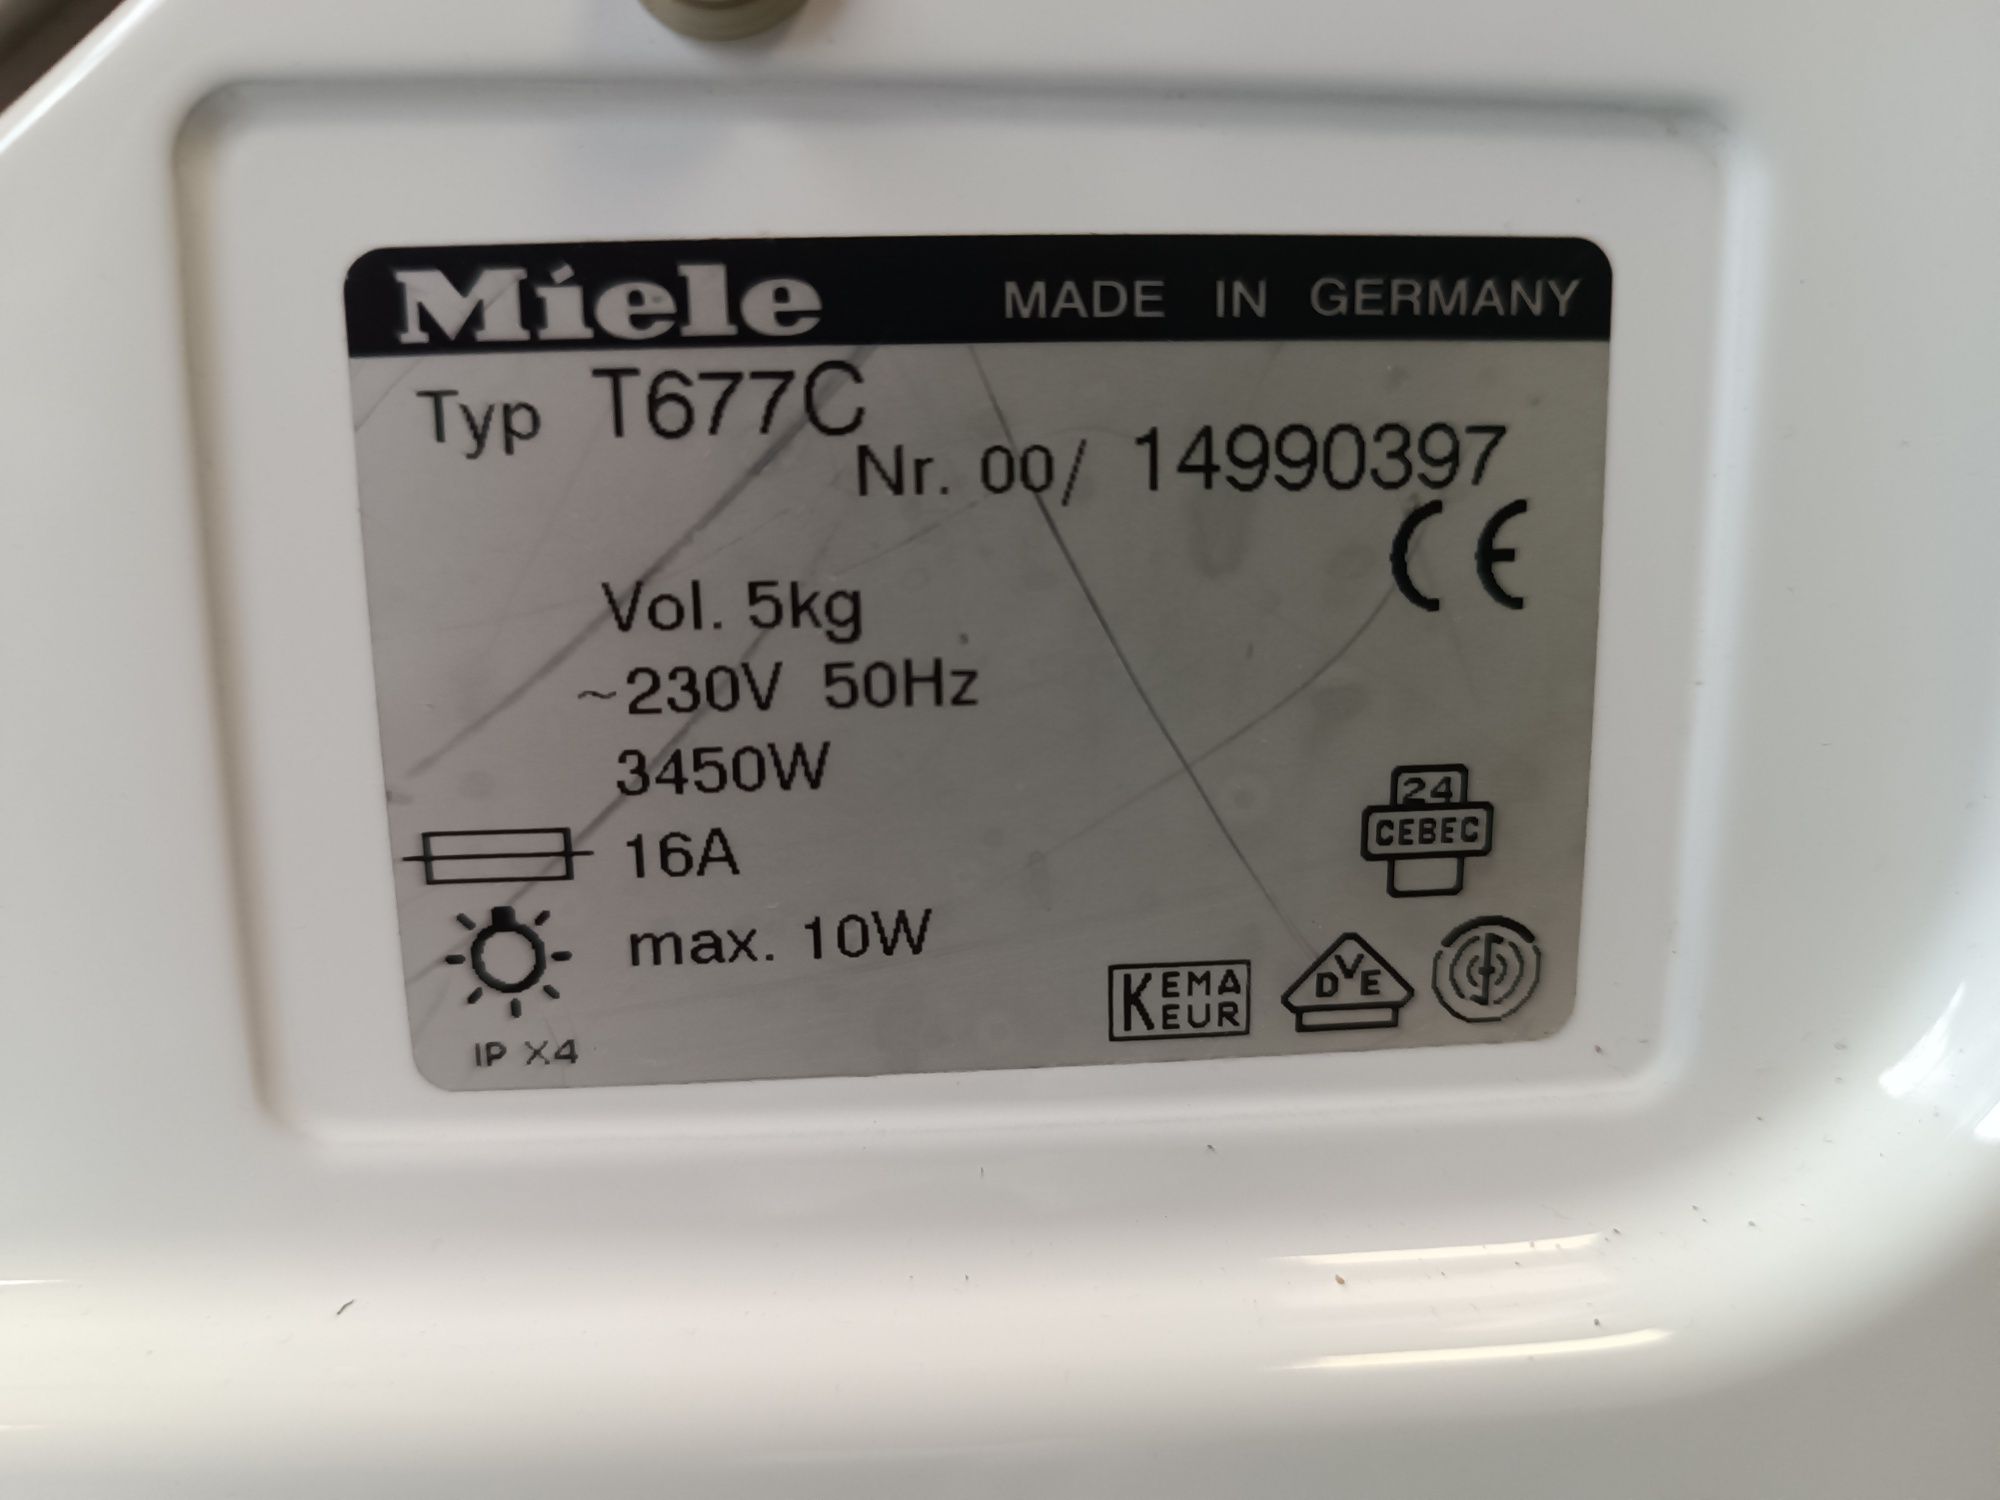 Miele MADE IN GERMANY
Typ T677C
Nr. 00/ 14990397
CE
Vol. 5kg
~230V 50Hz
3450W
16A
max. 10W
IP X4
24
CEBEC
KEMA
EUR
DVE